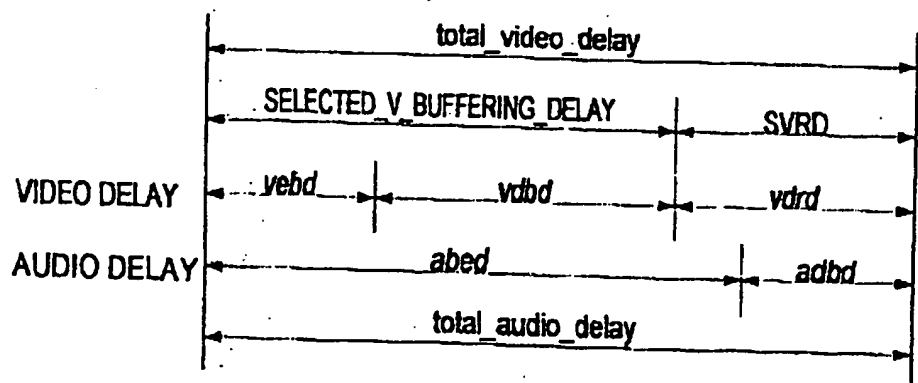 total_video_delay
SELECTED_V_BUFFERING_DELAY SVRD
VIDEO DELAY vebd vdbd vdrd
AUDIO DELAY abed adbd
total_audio_delay